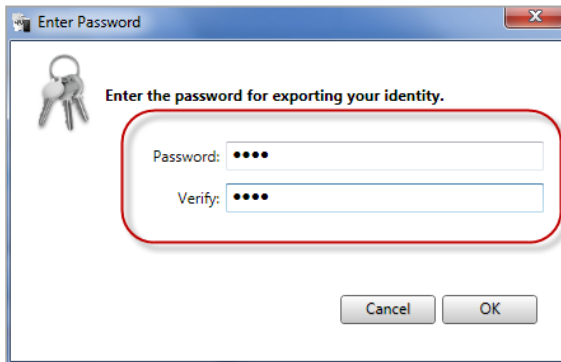 Enter Password
Enter the password for exporting your identity.
Password: ••••
Verify: ••••
Cancel OK